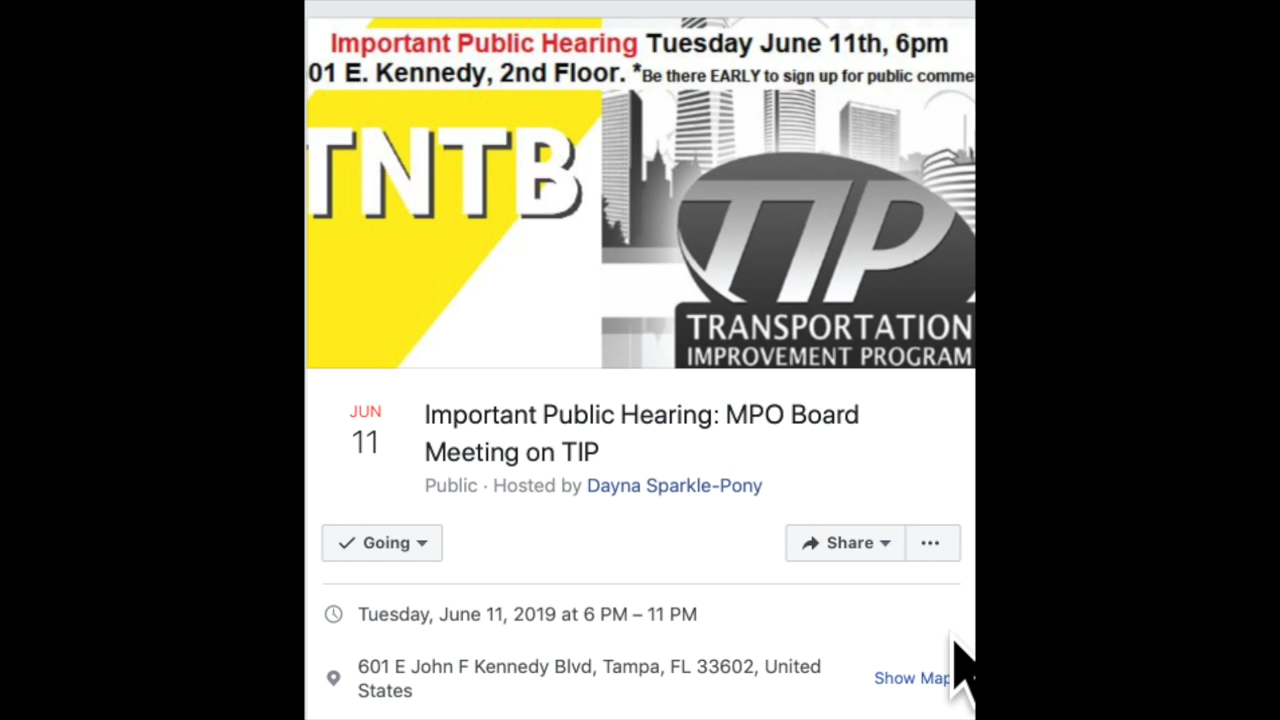 Important Public Hearing Tuesday June 11th, 6pm
01 E. Kennedy, 2nd Floor. *Be there EARLY to sign up for public comme
TNTB
TIP
TRANSPORTATION
IMPROVEMENT PROGRAM
JUN
11
Important Public Hearing: MPO Board
Meeting on TIP
Public · Hosted by Dayna Sparkle-Pony
Going
Share
Tuesday, June 11, 2019 at 6 PM – 11 PM
601 E John F Kennedy Blvd, Tampa, FL 33602, United
States
Show Map